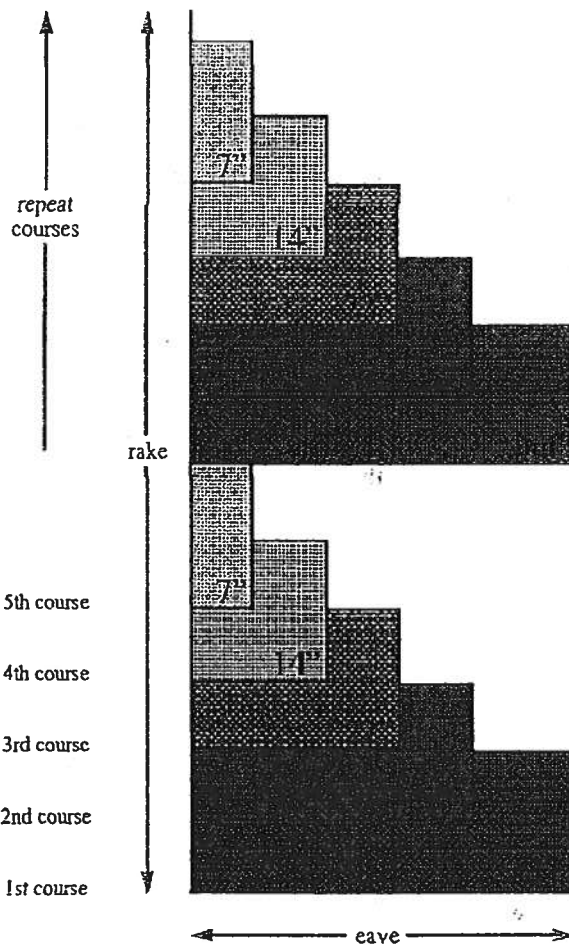 7"
repeat
courses
14"
rake
7"
5th course
14"
4th course
3rd course
2nd course
1st course
eave